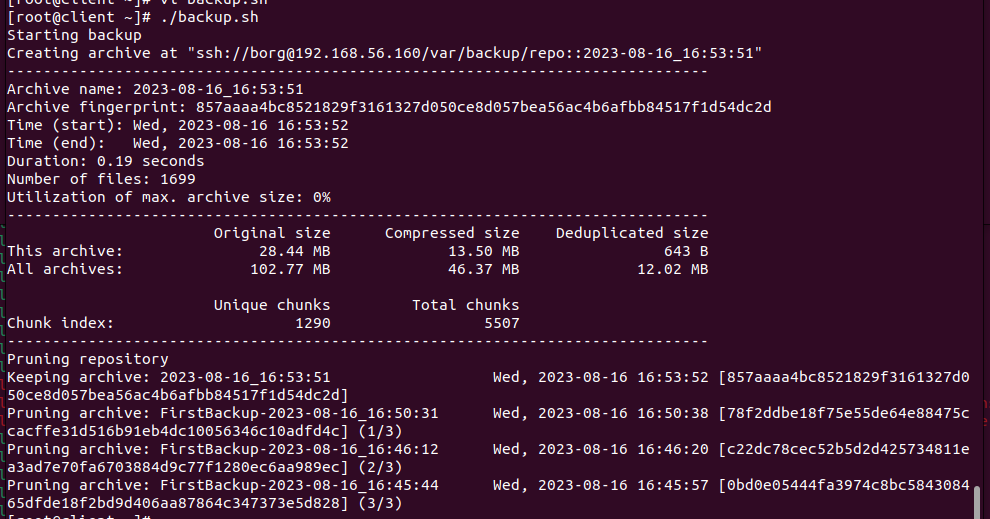 [root@client ~]# vi backup.sh
[root@client ~]# ./backup.sh
Starting backup
Creating archive at "ssh://borg@192.168.56.160/var/backup/repo::2023-08-16_16:53:51"
------------------------------------------------------------------------------
Archive name: 2023-08-16_16:53:51
Archive fingerprint: 857aaaa4bc8521829f3161327d050ce8d057bea56ac4b6afbb84517f1d54dc2d
Time (start): Wed, 2023-08-16 16:53:52
Time (end):   Wed, 2023-08-16 16:53:52
Duration: 0.19 seconds
Number of files: 1699
Utilization of max. archive size: 0%
------------------------------------------------------------------------------
                       Original size      Compressed size    Deduplicated size
This archive:               28.44 MB             13.50 MB                643 B
All archives:              102.77 MB             46.37 MB             12.02 MB

                       Unique chunks         Total chunks
Chunk index:                    1290                 5507
------------------------------------------------------------------------------
Pruning repository
Keeping archive: 2023-08-16_16:53:51                  Wed, 2023-08-16 16:53:52 [857aaaa4bc8521829f3161327d0
50ce8d057bea56ac4b6afbb84517f1d54dc2d]
Pruning archive: FirstBackup-2023-08-16_16:50:31      Wed, 2023-08-16 16:50:38 [78f2ddbe18f75e55de64e88475c
cacffe31d516b91eb4dc10056346c10adfd4c] (1/3)
Pruning archive: FirstBackup-2023-08-16_16:46:12      Wed, 2023-08-16 16:46:20 [c22dc78cec52b5d2d425734811e
a3ad7e70fa6703884d9c77f1280ec6aa989ec] (2/3)
Pruning archive: FirstBackup-2023-08-16_16:45:44      Wed, 2023-08-16 16:45:57 [0bd0e05444fa3974c8bc5843084
65dfde18f2bd9d406aa87864c347373e5d828] (3/3)
[root@client ~]#